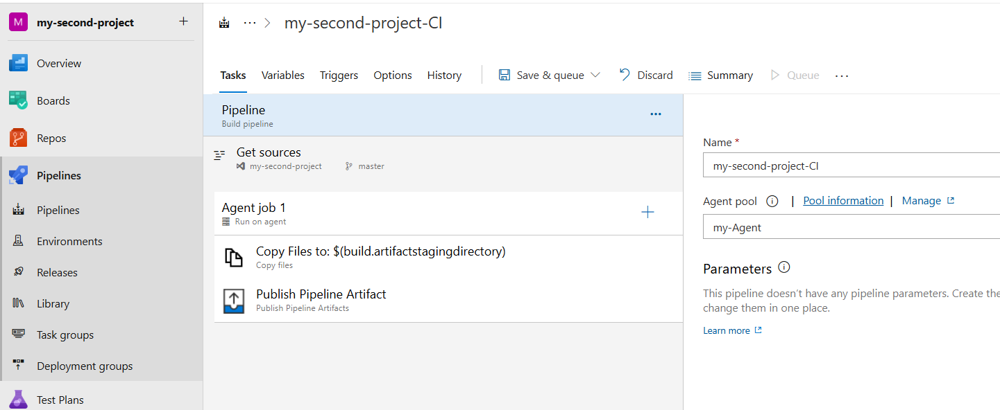 M my-second-project +
Overview
Boards
Repos
Pipelines
Pipelines
Environments
Releases
Library
Task groups
Deployment groups
Test Plans
··· > my-second-project-CI
Tasks Variables Triggers Options History Save & queue Discard Summary Queue ···
Pipeline ···
Build pipeline
Get sources
my-second-project master
Agent job 1 +
Run on agent
Copy Files to: $(build.artifactstagingdirectory)
Copy files
Publish Pipeline Artifact
Publish Pipeline Artifacts
Name *
my-second-project-CI
Agent pool | Pool information | Manage
my-Agent
Parameters
This pipeline doesn't have any pipeline parameters. Create the
change them in one place.
Learn more